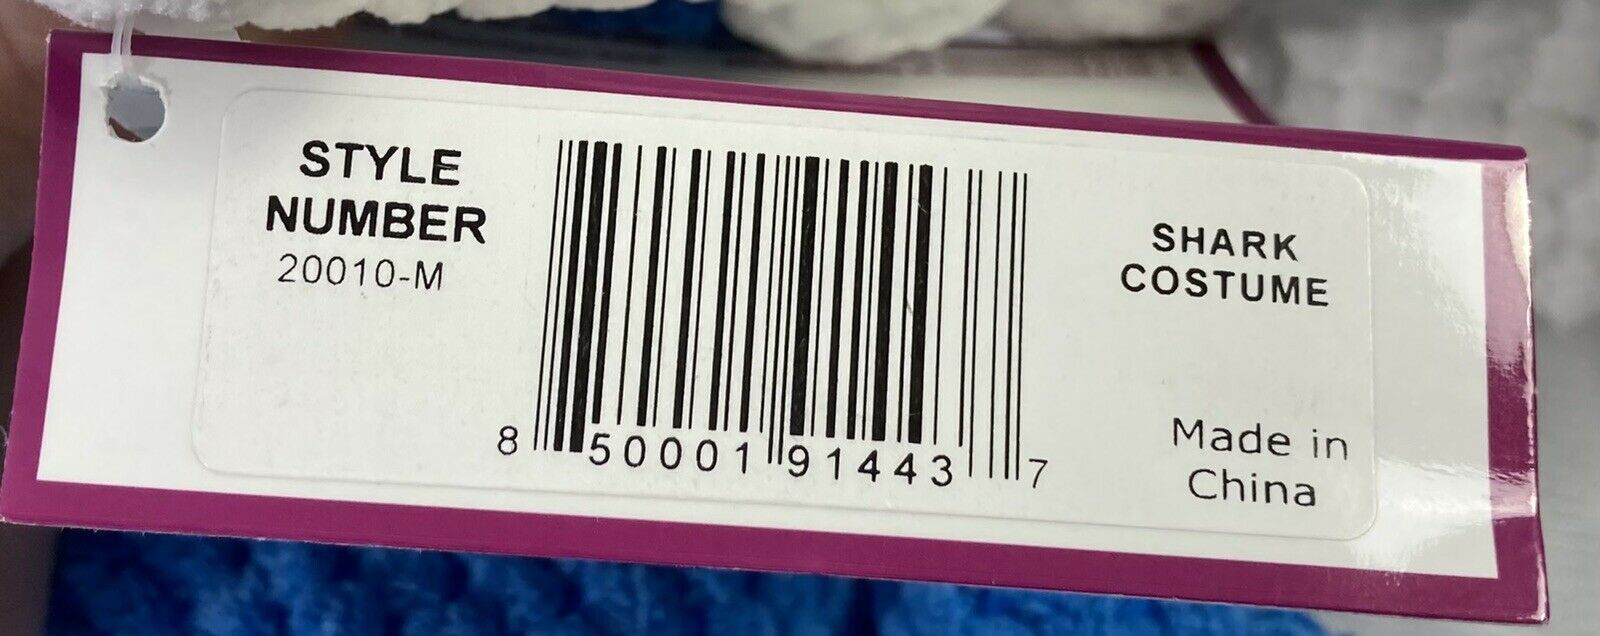 STYLE
NUMBER
20010-M
8 50001 91443 7
SHARK
COSTUME
Made in
China